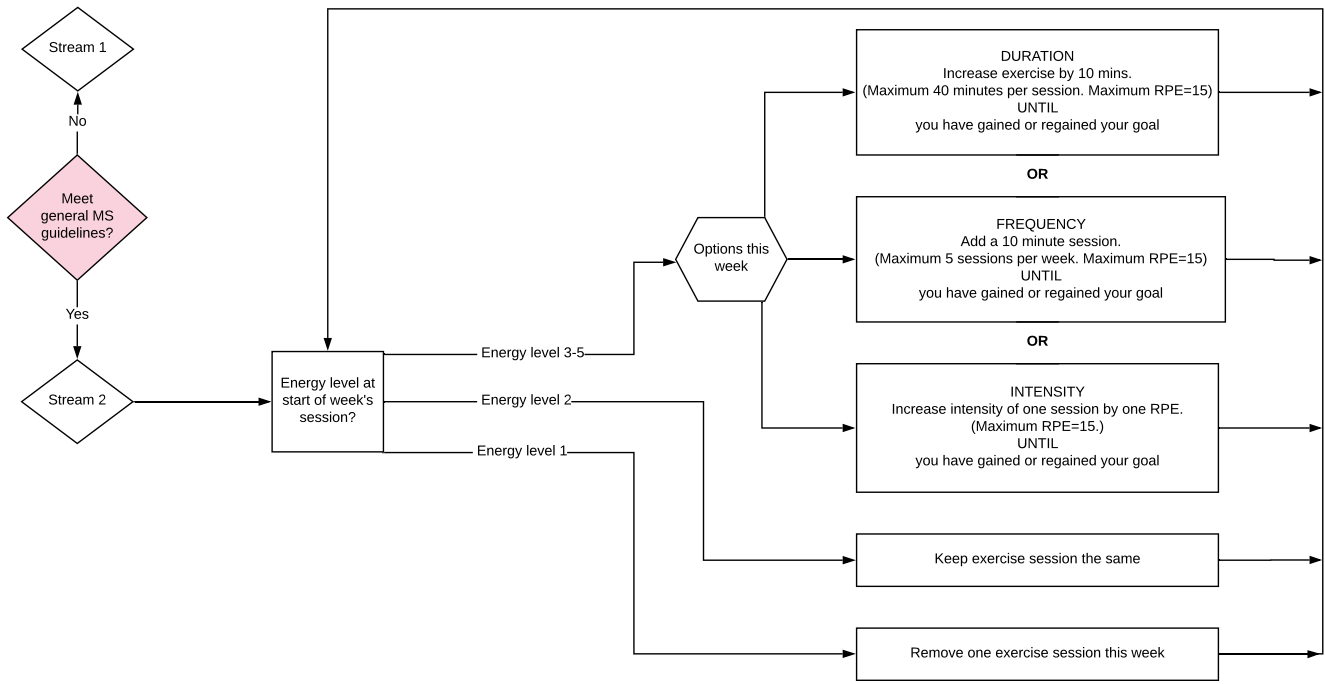 Stream 1
No
Meet
general MS
guidelines?
Yes
Stream 2
Energy level at
start of week's
session?
Energy level 3-5
Energy level 2
Energy level 1
Options this
week
DURATION
Increase exercise by 10 mins.
(Maximum 40 minutes per session. Maximum RPE=15)
UNTIL
you have gained or regained your goal
OR
FREQUENCY
Add a 10 minute session.
(Maximum 5 sessions per week. Maximum RPE=15)
UNTIL
you have gained or regained your goal
OR
INTENSITY
Increase intensity of one session by one RPE.
(Maximum RPE=15.)
UNTIL
you have gained or regained your goal
Keep exercise session the same
Remove one exercise session this week